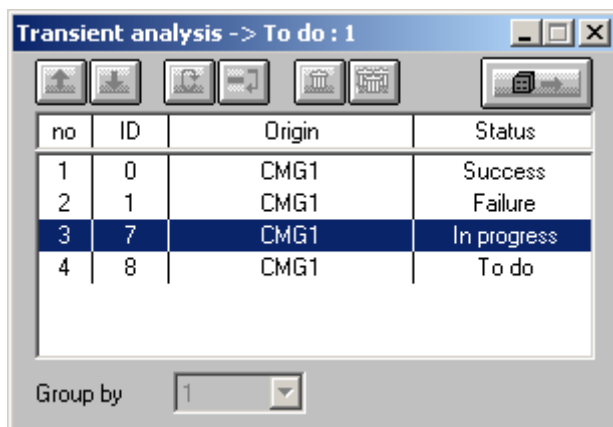 Transient analysis -> To do : 1
no ID Origin Status
1 0 CMG1 Success
2 1 CMG1 Failure
3 7 CMG1 In progress
4 8 CMG1 To do
Group by 1